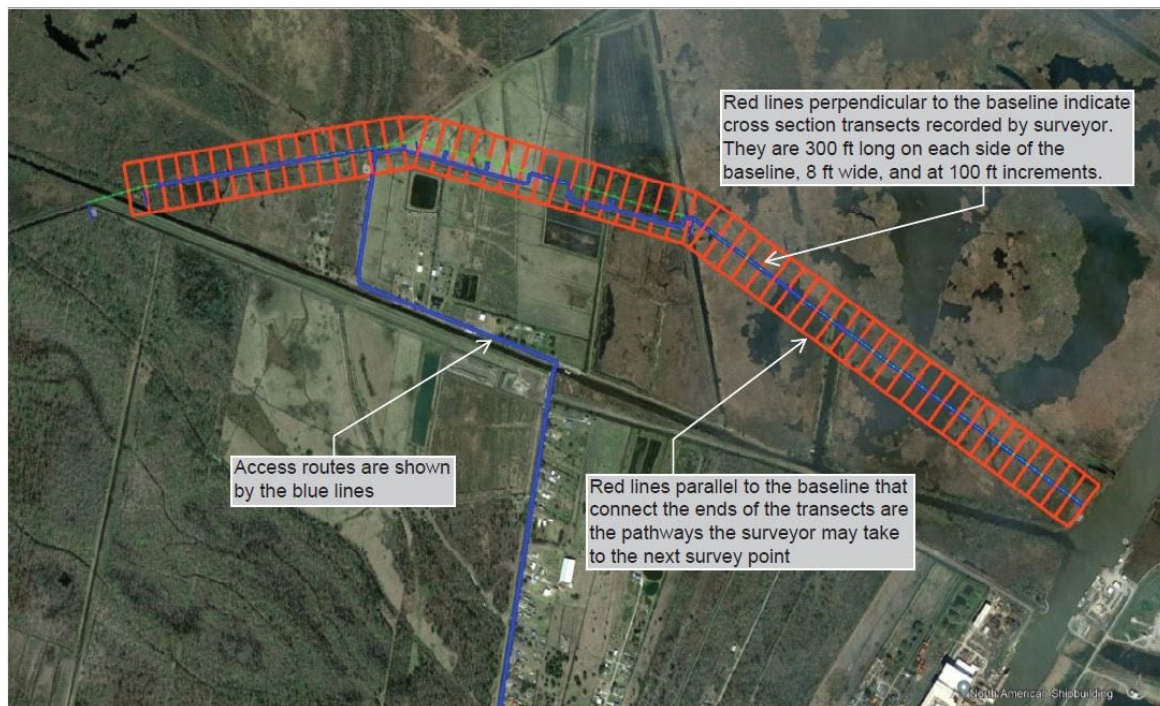 Red lines perpendicular to the baseline indicate
cross section transects recorded by surveyor.
They are 300 ft long on each side of the
baseline, 8 ft wide, and at 100 ft increments.
Access routes are shown
by the blue lines
Red lines parallel to the baseline that
connect the ends of the transects are
the pathways the surveyor may take
to the next survey point
North American Shipbuilding